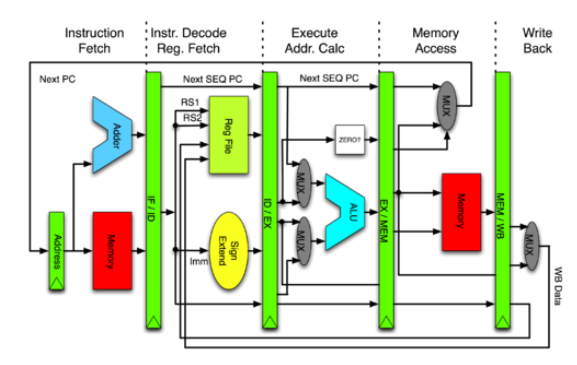 Instruction
Fetch
Instr. Decode
Reg. Fetch
Execute
Addr. Calc
Memory
Access
Write
Back
Next PC
Next SEQ PC
Next SEQ PC
RS1
RS2
Adder
Reg File
MUX
ZERO?
IF / ID
ID / EX
MUX
ALU
EX / MEM
MEM / WB
Address
Memory
Memory
MUX
MUX
Sign
Extend
Imm
WB Data